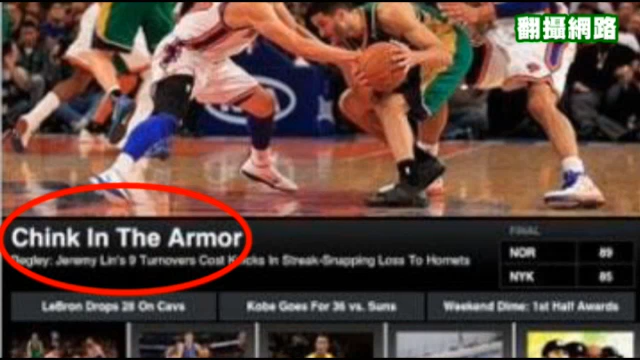 翻攝網路
Chink In The Armor
Begley: Jeremy Lin's 9 Turnovers Cost Knicks In Streak-Snapping Loss To Hornets
FINAL
NOR 89
NYK 85
LeBron Drops 28 On Cavs
Kobe Goes For 36 vs. Suns
Weekend Dime: 1st Half Awards